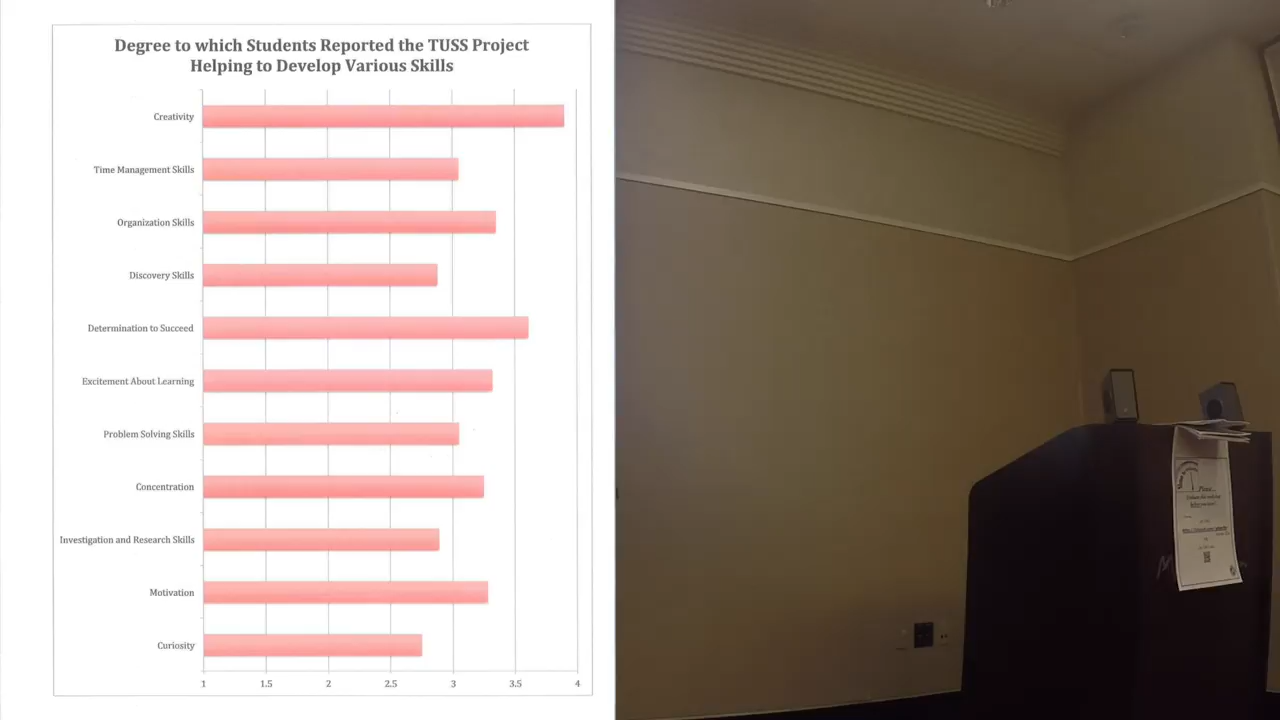 Degree to which Students Reported the TUSS Project
Helping to Develop Various Skills
Creativity
Time Management Skills
Organization Skills
Discovery Skills
Determination to Succeed
Excitement About Learning
Problem Solving Skills
Concentration
Investigation and Research Skills
Motivation
Curiosity
1 1.5 2 2.5 3 3.5 4
Please...